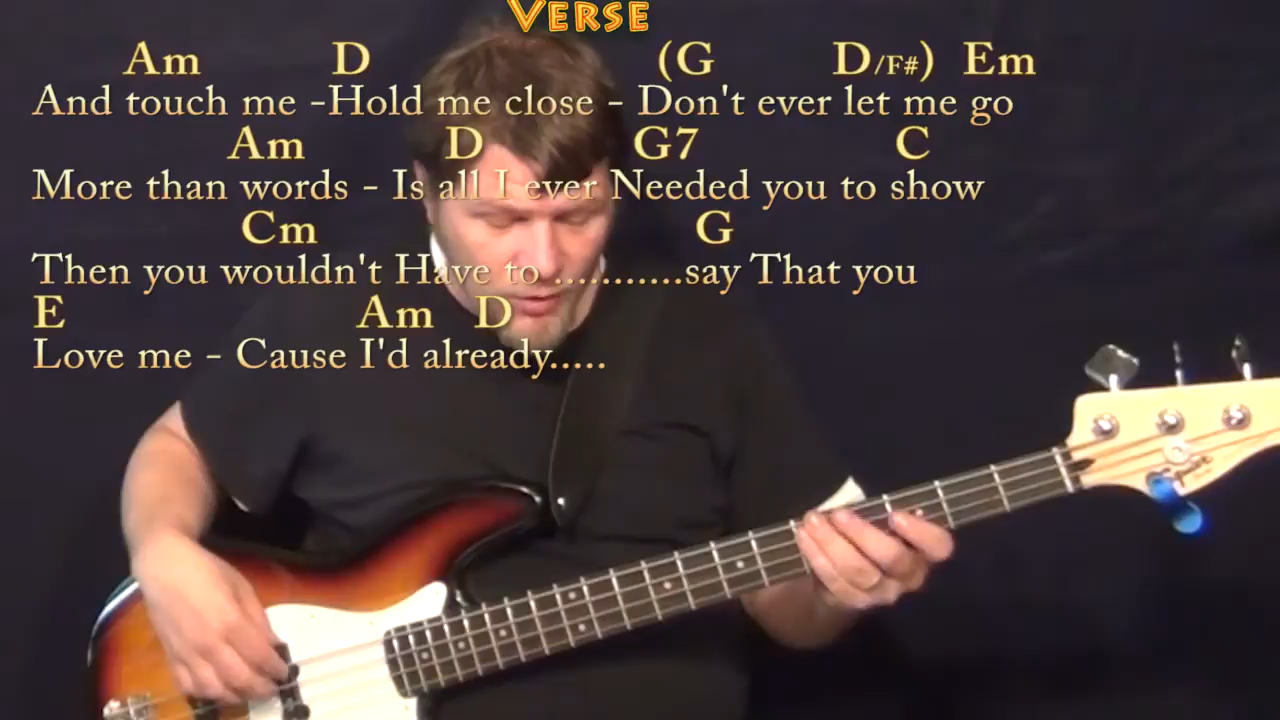 VERSE
Am D (G D/F#) Em
And touch me -Hold me close - Don't ever let me go
Am D G7 C
More than words - Is all I ever Needed you to show
Cm G
Then you wouldn't Have to ...........say That you
E Am D
Love me - Cause I'd already.....